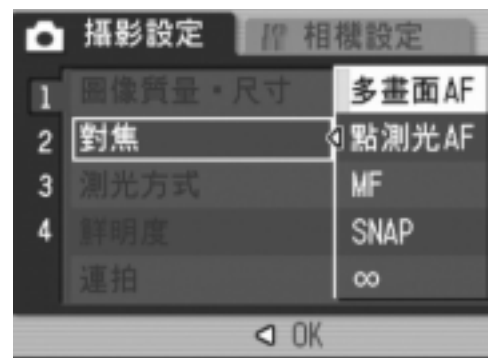 攝影設定 相機設定
1 圖像質量・尺寸 多畫面AF
2 對焦 點測光AF
3 測光方式 MF
4 鮮明度 SNAP
連拍 ∞
OK